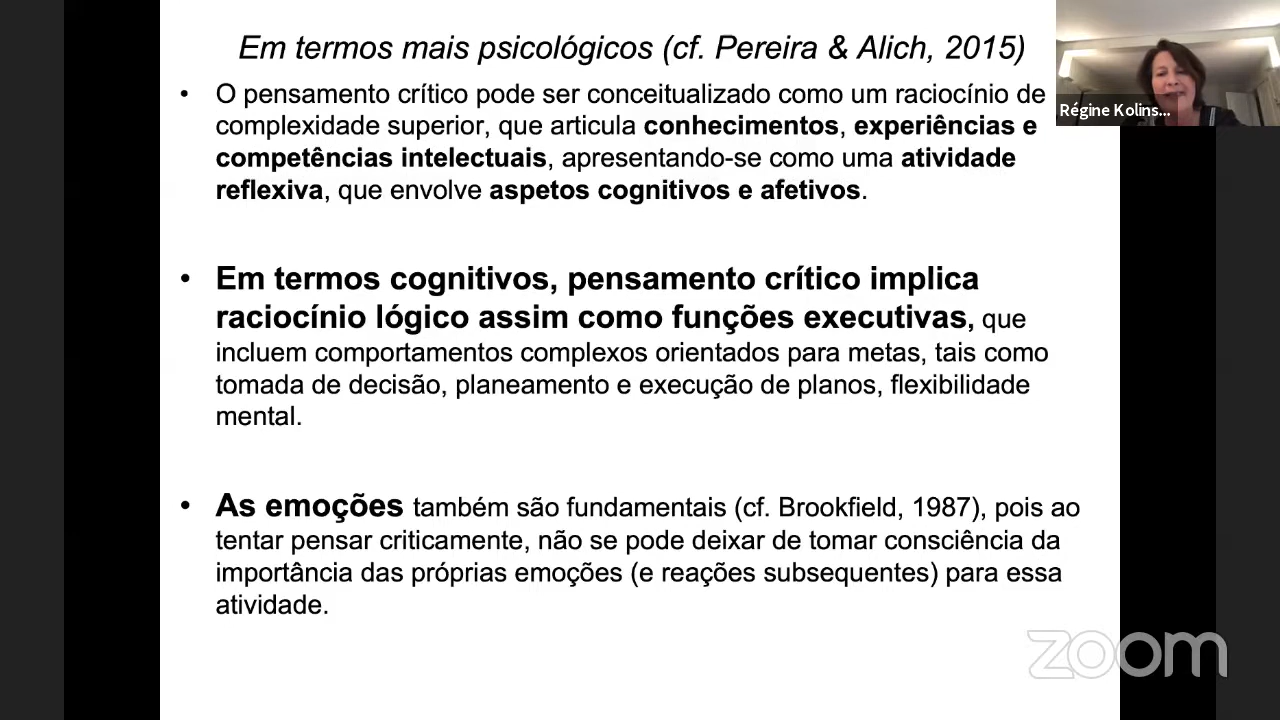 Em termos mais psicológicos (cf. Pereira & Alich, 2015)
• O pensamento crítico pode ser conceitualizado como um raciocínio de
complexidade superior, que articula conhecimentos, experiências e
competências intelectuais, apresentando-se como uma atividade
reflexiva, que envolve aspetos cognitivos e afetivos.
• Em termos cognitivos, pensamento crítico implica
raciocínio lógico assim como funções executivas, que
incluem comportamentos complexos orientados para metas, tais como
tomada de decisão, planeamento e execução de planos, flexibilidade
mental.
• As emoções também são fundamentais (cf. Brookfield, 1987), pois ao
tentar pensar criticamente, não se pode deixar de tomar consciência da
importância das próprias emoções (e reações subsequentes) para essa
atividade.
Régine Kolins...
zoom